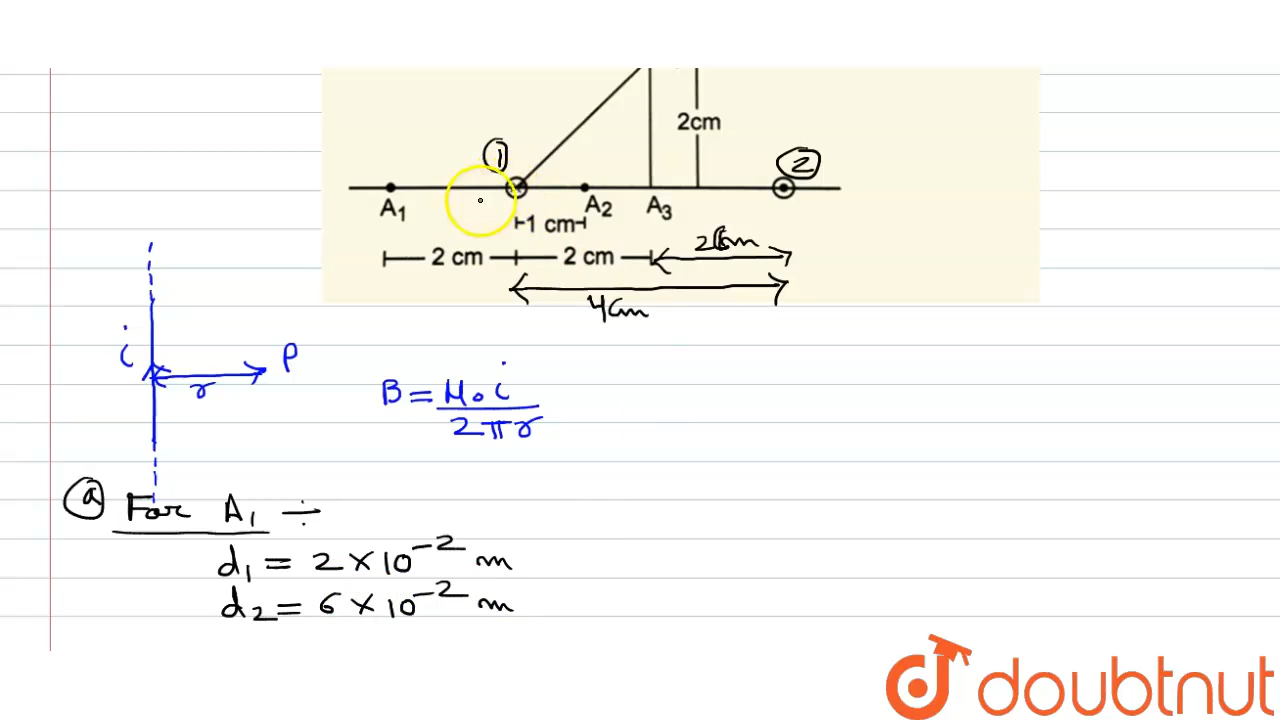 2cm
① ②
A₁ A₂ A₃
1 cm
2 cm 2 cm 2cm
4cm
i r P
B = μ₀ i / 2πr
ⓐ For A₁ ÷
d₁ = 2 × 10⁻² m
d₂ = 6 × 10⁻² m
doubtnut